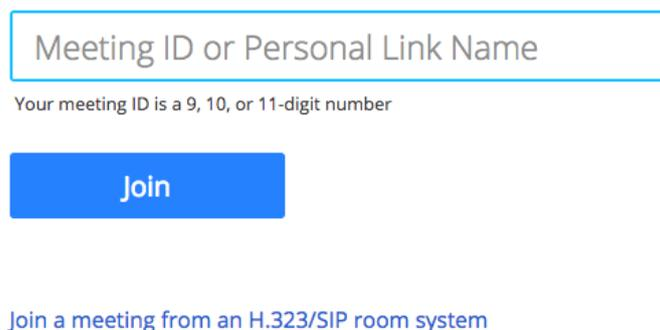 Meeting ID or Personal Link Name
Your meeting ID is a 9, 10, or 11-digit number
Join
Join a meeting from an H.323/SIP room system